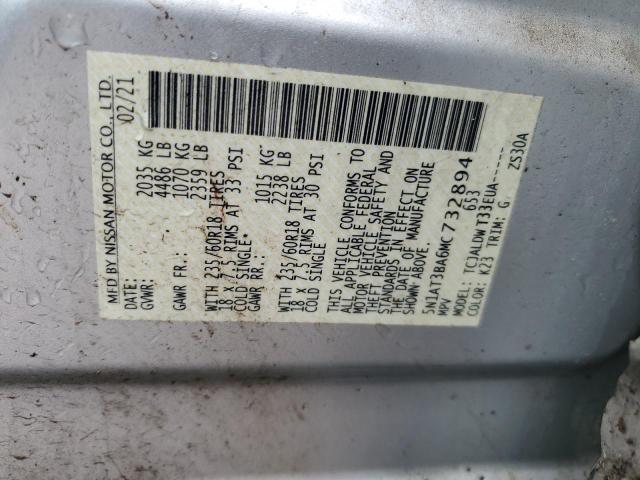 MFD BY NISSAN MOTOR CO., LTD.
DATE: 02/21
GVWR: 2035 KG
4486 LB
GAWR FR.: 1070 KG
2359 LB
WITH 235/60R18 TIRES
18 X 7.5 RIMS AT 33 PSI
COLD SINGLE.
GAWR RR.: 1015 KG
2238 LB
WITH 235/60R18 TIRES
18 X 7.5 RIMS AT 30 PSI
COLD SINGLE.
THIS VEHICLE CONFORMS TO
ALL APPLICABLE FEDERAL
MOTOR VEHICLE SAFETY AND
THEFT PREVENTION
STANDARDS IN EFFECT ON
THE DATE OF MANUFACTURE
SHOWN ABOVE.
5N1AT3BA6MC732894
MPV 653
MODEL: TCJALDWT33EUA------
COLOR: K23 TRIM: G. ZS30A